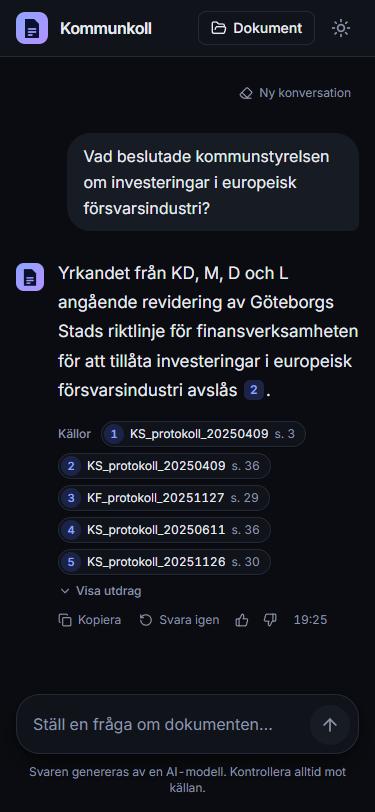 Kommunkoll
Dokument
Ny konversation
Vad beslutade kommunstyrelsen
om investeringar i europeisk
försvarsindustri?
Yrkandet från KD, M, D och L
angående revidering av Göteborgs
Stads riktlinje för finansverksamheten
för att tillåta investeringar i europeisk
försvarsindustri avslås 2.
Källor 1 KS_protokoll_20250409 s. 3
2 KS_protokoll_20250409 s. 36
3 KF_protokoll_20251127 s. 29
4 KS_protokoll_20250611 s. 36
5 KS_protokoll_20251126 s. 30
Visa utdrag
Kopiera Svara igen 19:25
Ställ en fråga om dokumenten...
Svaren genereras av en AI-modell. Kontrollera alltid mot
källan.